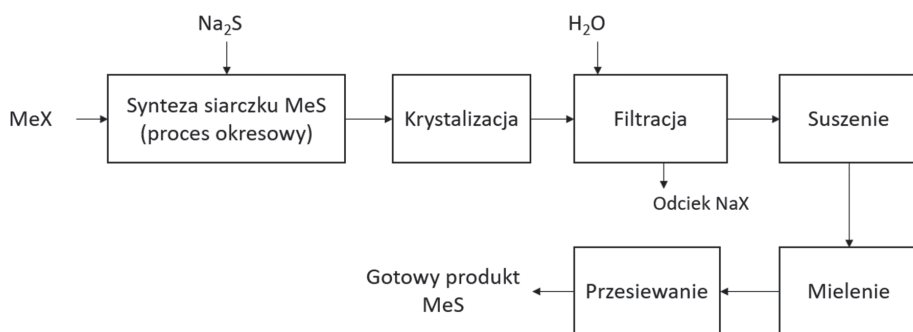 Na₂S
H₂O
MeX
Synteza siarczku MeS
(proces okresowy)
Krystalizacja
Filtracja
Suszenie
Odciek NaX
Gotowy produkt
MeS
Przesiewanie
Mielenie